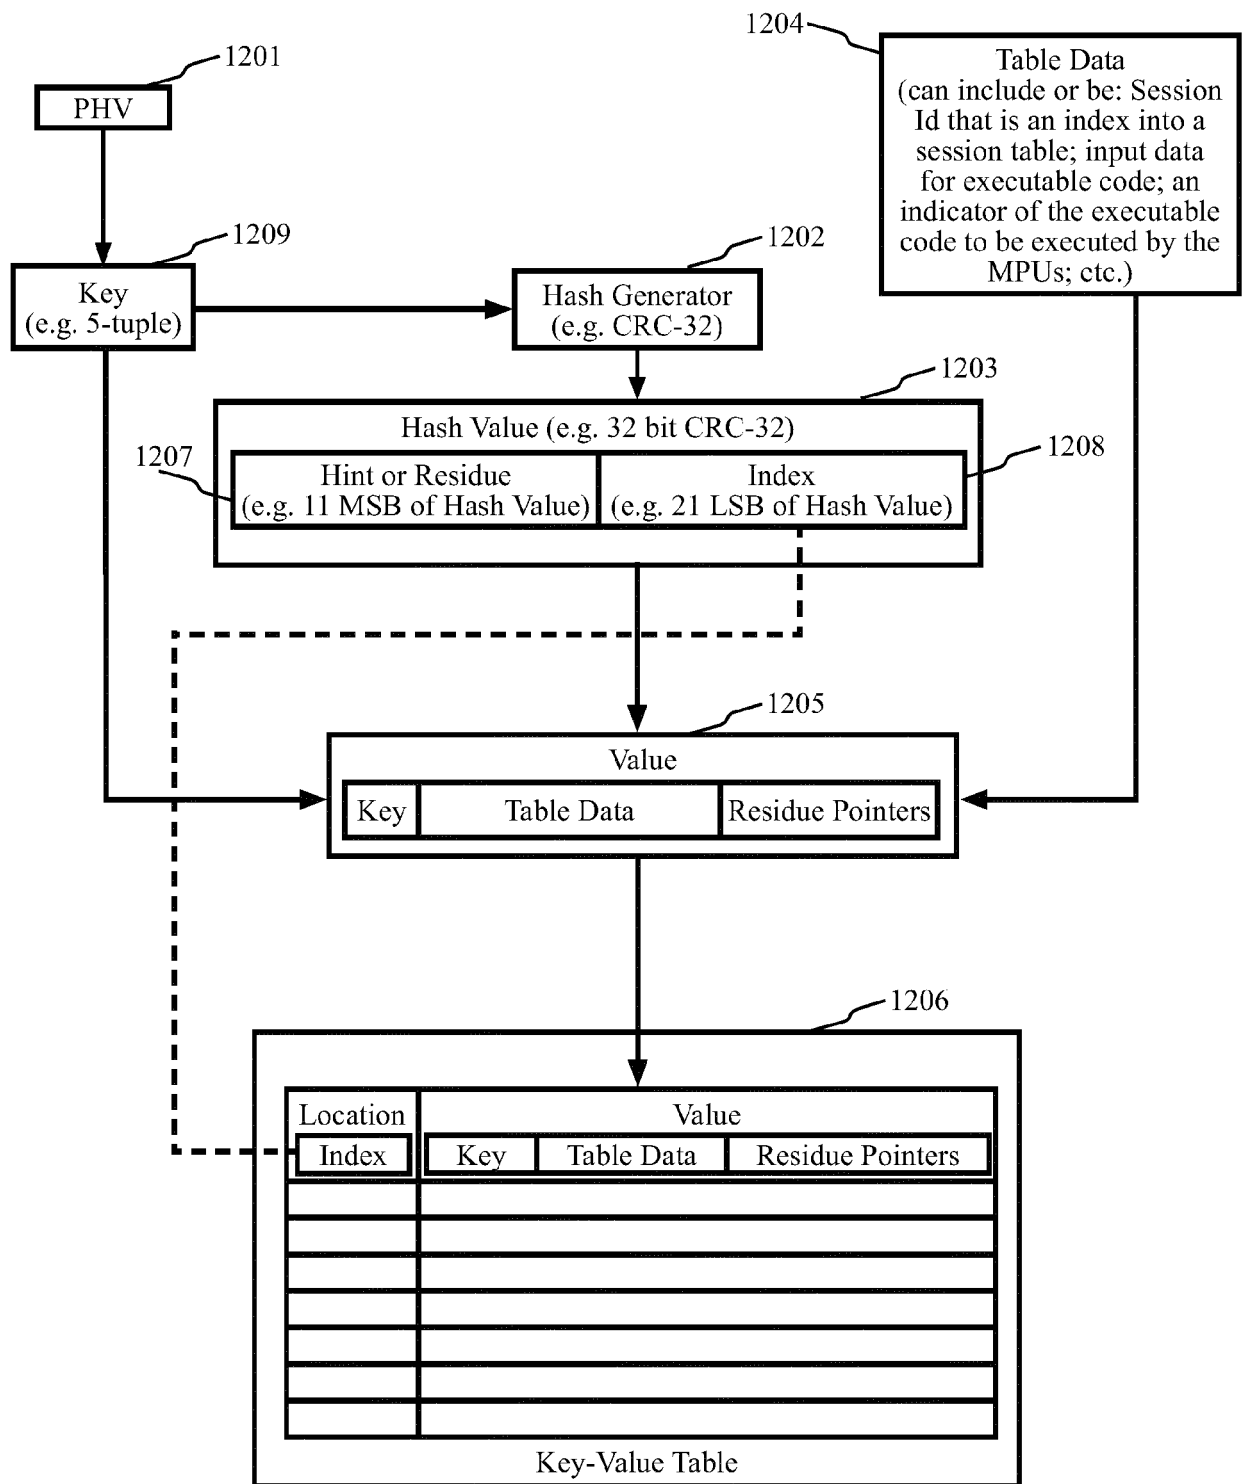 1204
1201
PHV
Table Data
(can include or be: Session
Id that is an index into a
session table; input data
for executable code; an
indicator of the executable
code to be executed by the
MPUs; etc.)
1209
1202
Key
(e.g. 5-tuple)
Hash Generator
(e.g. CRC-32)
1203
Hash Value (e.g. 32 bit CRC-32)
1207
1208
Hint or Residue
(e.g. 11 MSB of Hash Value)
Index
(e.g. 21 LSB of Hash Value)
1205
Value
Key
Table Data
Residue Pointers
1206
Location
Value
Index
Key
Table Data
Residue Pointers
Key-Value Table